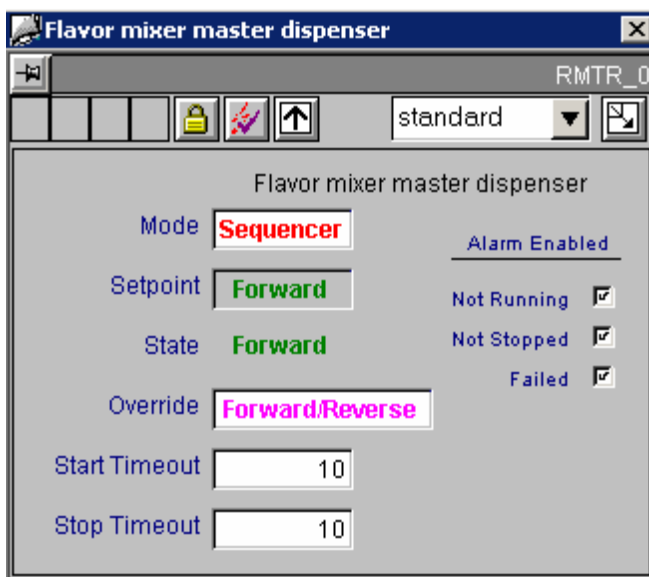 Flavor mixer master dispenser
RMTR_0
standard
Flavor mixer master dispenser
Mode Sequencer
Alarm Enabled
Setpoint Forward
Not Running
State Forward
Not Stopped
Failed
Override Forward/Reverse
Start Timeout 10
Stop Timeout 10